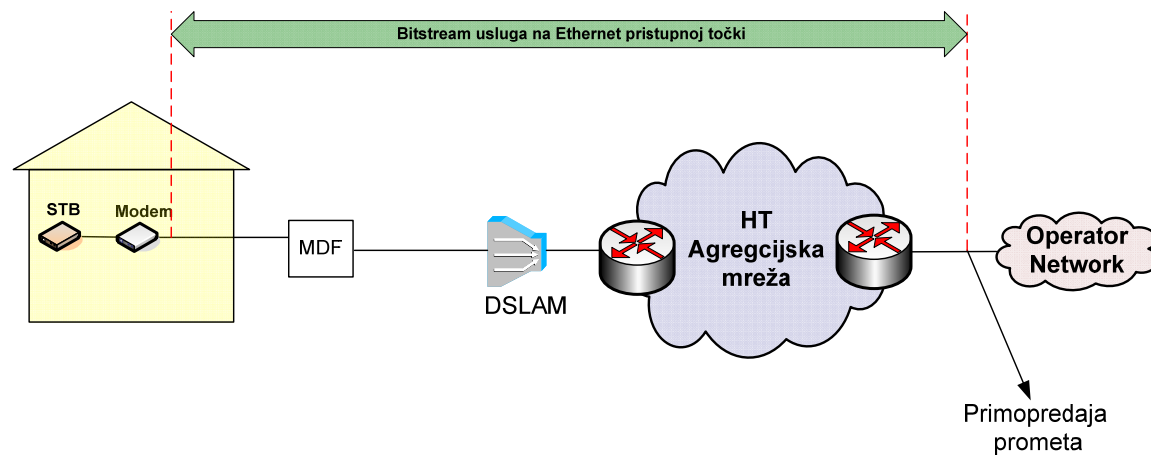 Bitstream usluga na Ethernet pristupnoj točki
STB
Modem
MDF
DSLAM
HT
Agregcijska
mreža
Operator
Network
Primopredaja
prometa